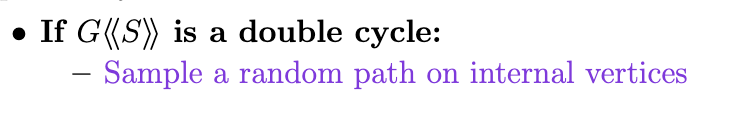 • If G⟪S⟫ is a double cycle:
– Sample a random path on internal vertices